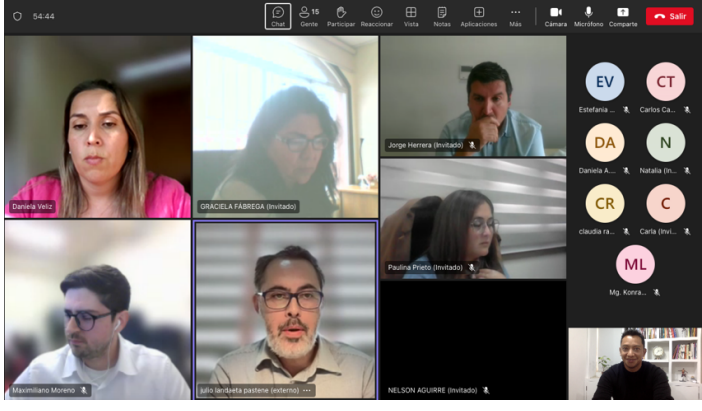 54:44
Chat
15
Gente
Participar
Reaccionar
Vista
Notas
Aplicaciones
Más
Cámara
Micrófono
Comparte
Salir
Daniela Veliz
GRACIELA FÁBREGA (Invitado)
Jorge Herrera (Invitado)
Paulina Prieto (Invitado)
Maximiliano Moreno
julio landaeta pastene (externo) ···
NELSON AGUIRRE (Invitado)
EV
Estefania ...
CT
Carlos Ca...
DA
Daniela A....
N
Natalia (In...
CR
claudia ra...
C
Carla (Invi...
ML
Mg. Konra...